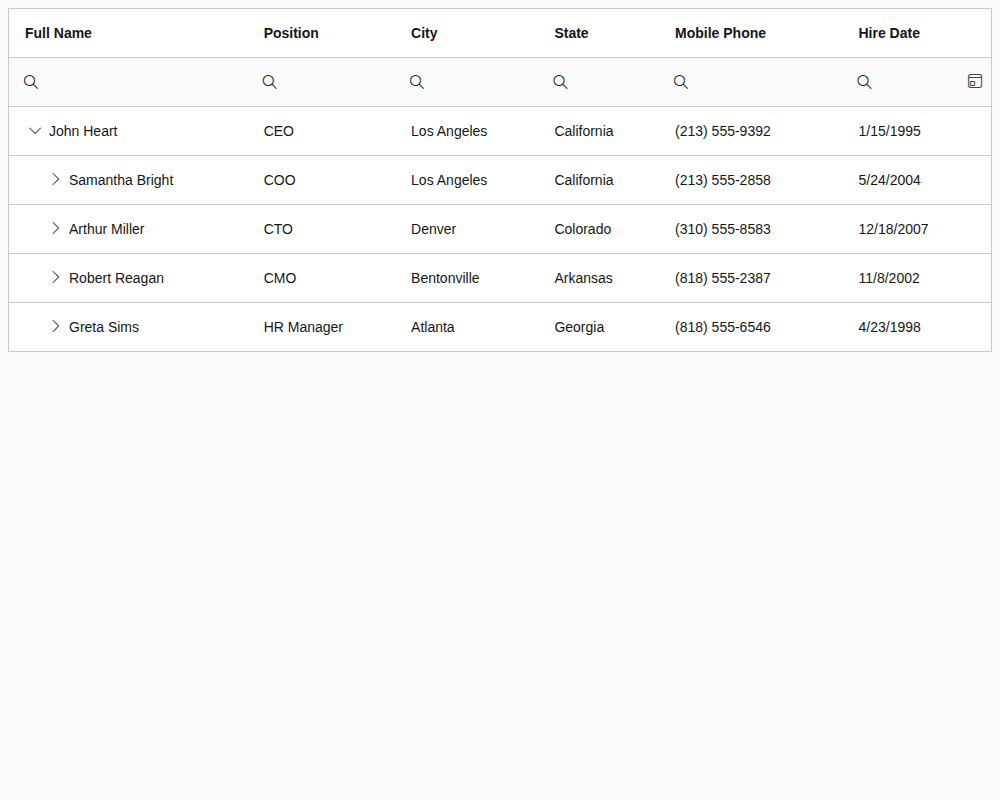 Full Name Position City State Mobile Phone Hire Date
John Heart CEO Los Angeles California (213) 555-9392 1/15/1995
Samantha Bright COO Los Angeles California (213) 555-2858 5/24/2004
Arthur Miller CTO Denver Colorado (310) 555-8583 12/18/2007
Robert Reagan CMO Bentonville Arkansas (818) 555-2387 11/8/2002
Greta Sims HR Manager Atlanta Georgia (818) 555-6546 4/23/1998